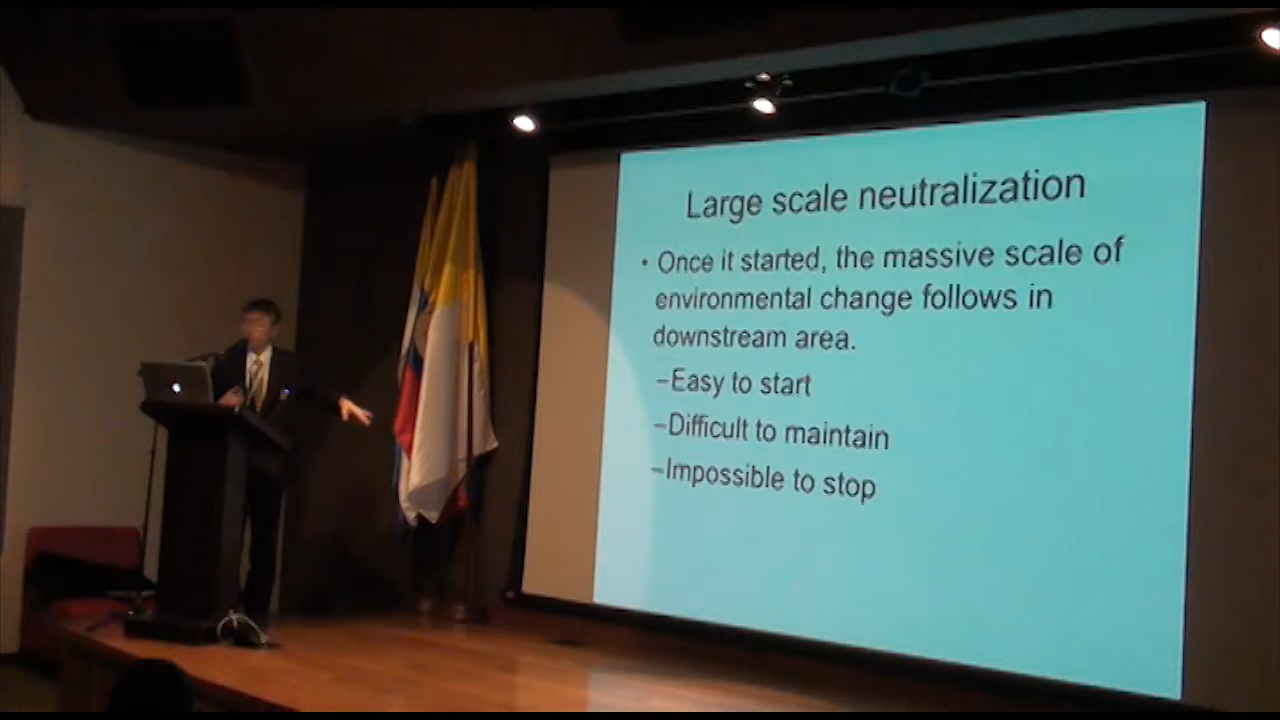 Large scale neutralization
• Once it started, the massive scale of
environmental change follows in
downstream area.
–Easy to start
–Difficult to maintain
–Impossible to stop